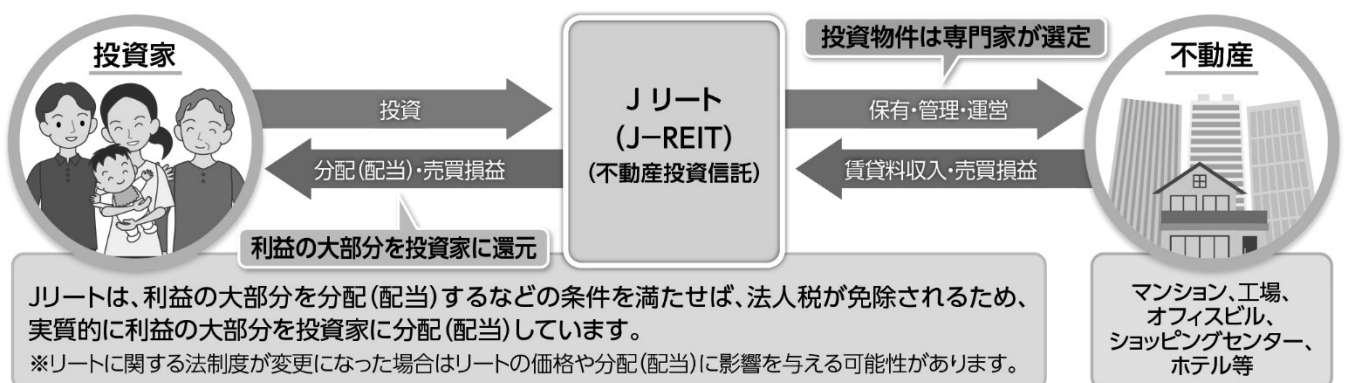 投資家
投資
分配(配当)・売買損益
利益の大部分を投資家に還元
Jリート
(J−REIT)
(不動産投資信託)
投資物件は専門家が選定
保有・管理・運営
賃貸料収入・売買損益
不動産
マンション、工場、
オフィスビル、
ショッピングセンター、
ホテル等
Jリートは、利益の大部分を分配(配当)するなどの条件を満たせば、法人税が免除されるため、
実質的に利益の大部分を投資家に分配(配当)しています。
※リートに関する法制度が変更になった場合はリートの価格や分配(配当)に影響を与える可能性があります。